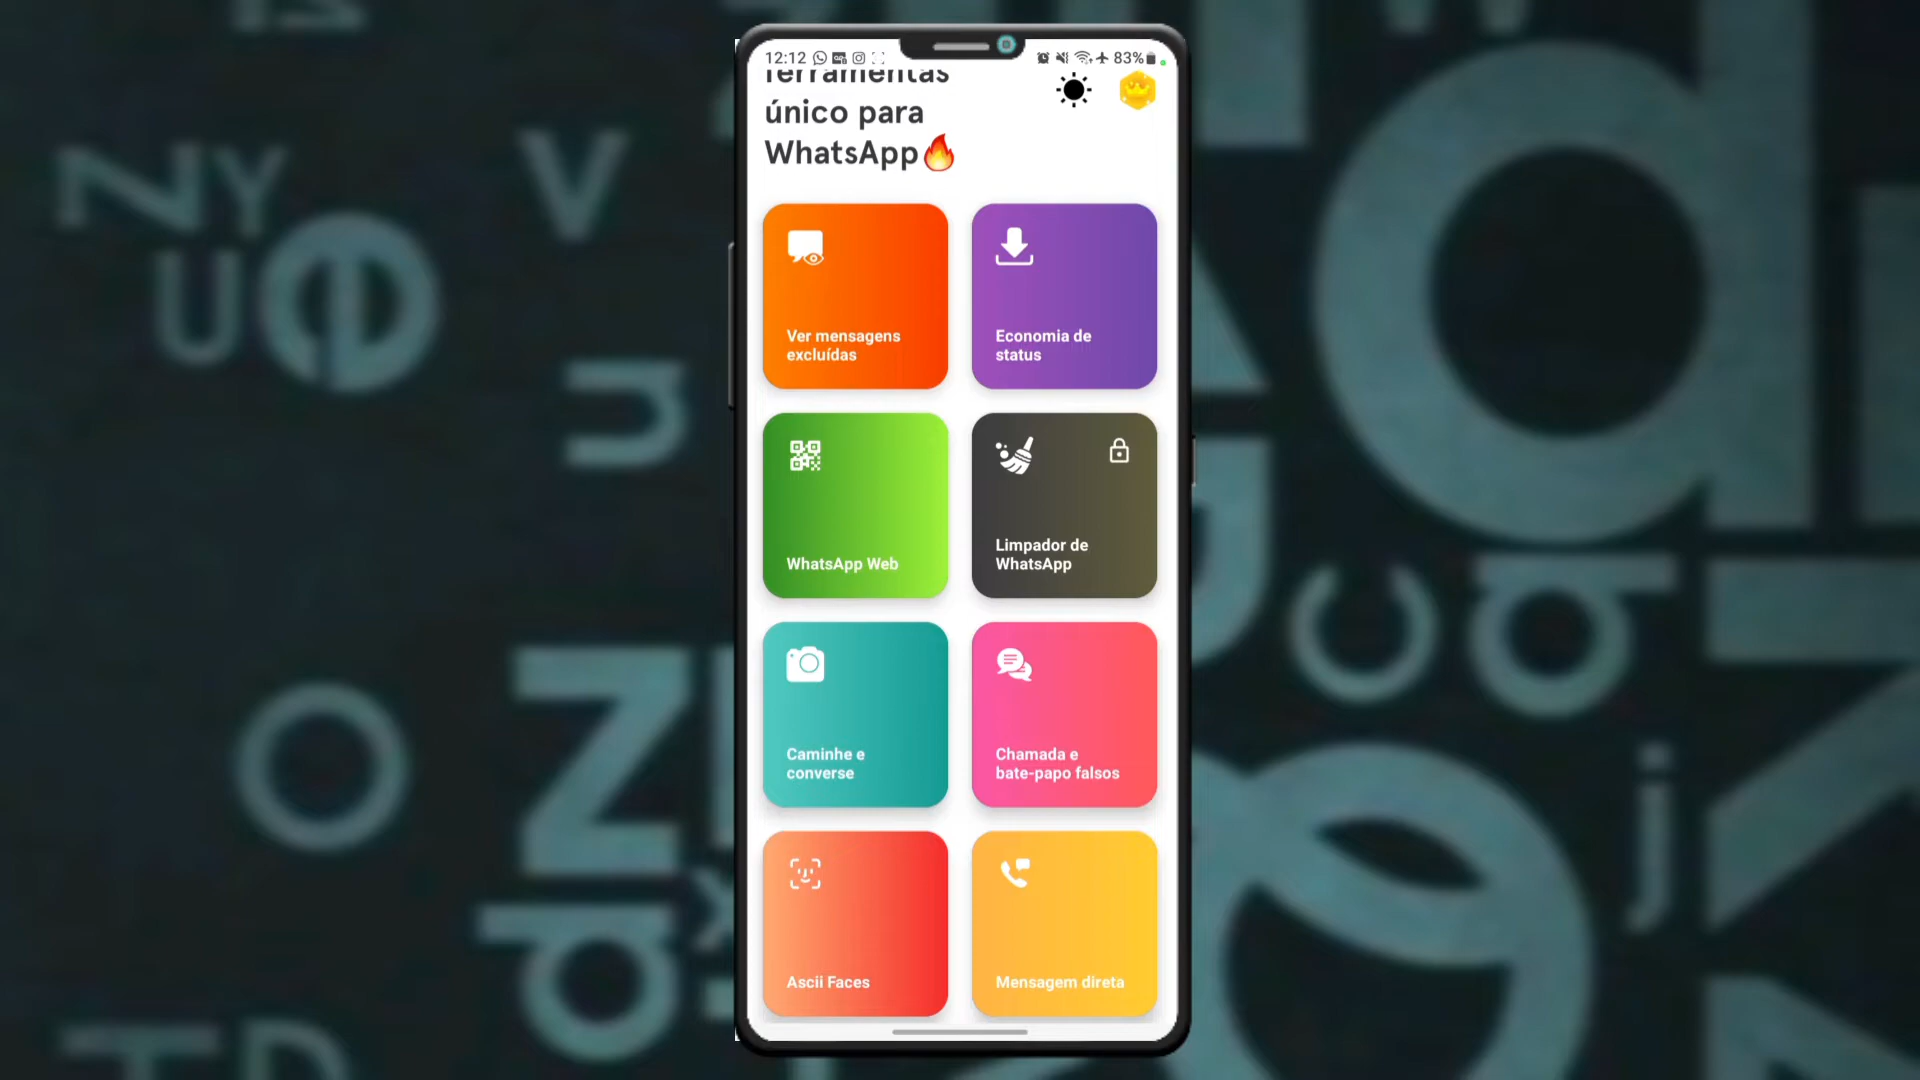 12:12
83%
ferramentas
único para
WhatsApp🔥
Ver mensagens
excluídas
Economia de
status
WhatsApp Web
Limpador de
WhatsApp
Caminhe e
converse
Chamada e
bate-papo falsos
Ascii Faces
Mensagem direta